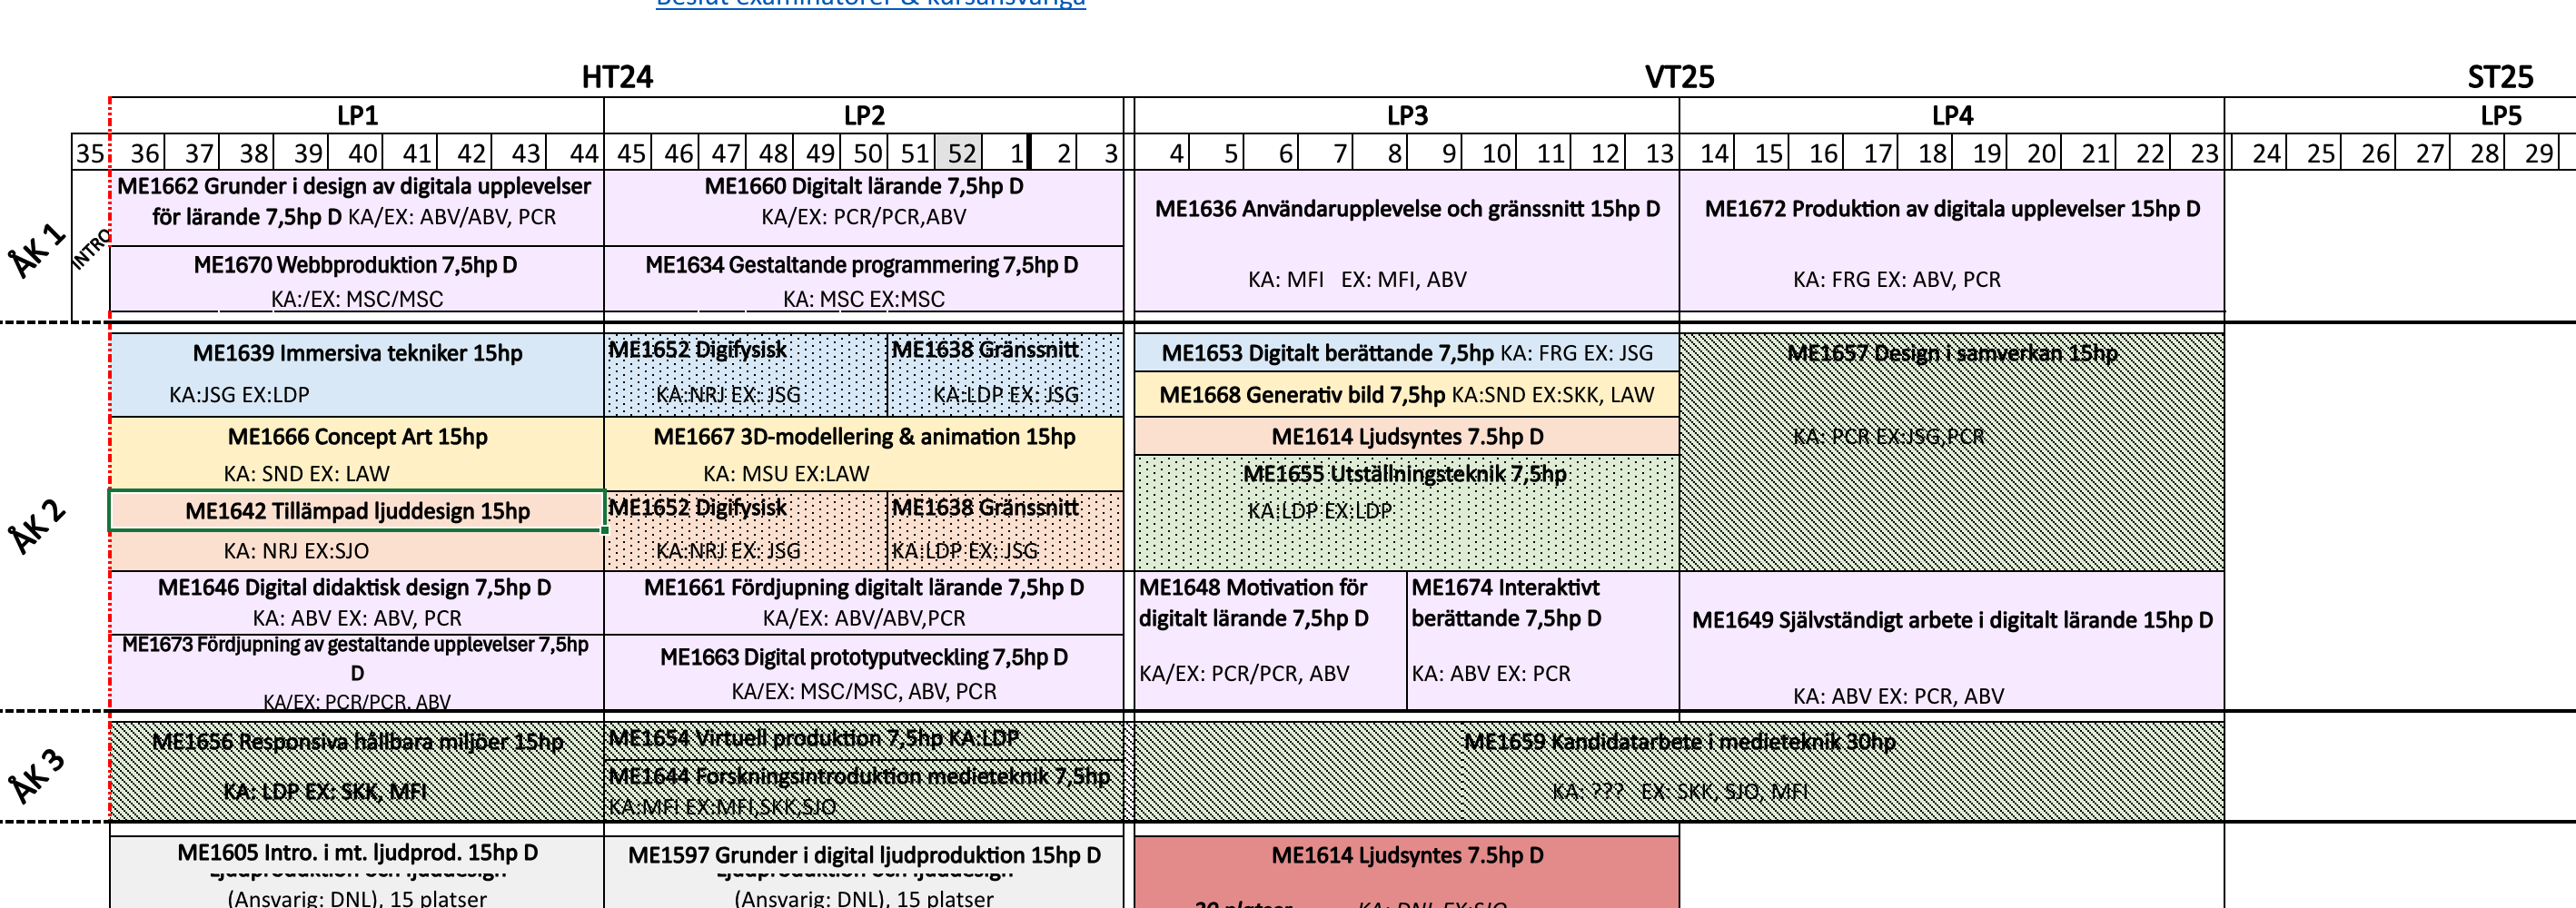 Beslut examinatorer & kursansvariga
HT24 VT25 ST25
LP1 LP2 LP3 LP4 LP5
35 36 37 38 39 40 41 42 43 44 45 46 47 48 49 50 51 52 1 2 3 4 5 6 7 8 9 10 11 12 13 14 15 16 17 18 19 20 21 22 23 24 25 26 27 28 29
ÅK 1
INTRO
ME1662 Grunder i design av digitala upplevelser
för lärande 7,5hp D KA/EX: ABV/ABV, PCR
ME1660 Digitalt lärande 7,5hp D
KA/EX: PCR/PCR,ABV
ME1636 Användarupplevelse och gränssnitt 15hp D
KA: MFI EX: MFI, ABV
ME1672 Produktion av digitala upplevelser 15hp D
KA: FRG EX: ABV, PCR
ME1670 Webbproduktion 7,5hp D
KA:/EX: MSC/MSC
ME1634 Gestaltande programmering 7,5hp D
KA: MSC EX:MSC
ÅK 2
ME1639 Immersiva tekniker 15hp
KA:JSG EX:LDP
ME1652 Digifysisk
KA:NRJ EX: JSG
ME1638 Gränssnitt
KA:LDP EX: JSG
ME1653 Digitalt berättande 7,5hp KA: FRG EX: JSG
ME1668 Generativ bild 7,5hp KA:SND EX:SKK, LAW
ME1657 Design i samverkan 15hp
KA: PCR EX:JSG,PCR
ME1666 Concept Art 15hp
KA: SND EX: LAW
ME1667 3D-modellering & animation 15hp
KA: MSU EX:LAW
ME1614 Ljudsyntes 7.5hp D
ME1655 Utställningsteknik 7,5hp
KA:LDP EX:LDP
ME1642 Tillämpad ljuddesign 15hp
KA: NRJ EX:SJO
ME1652 Digifysisk
KA:NRJ EX: JSG
ME1638 Gränssnitt
KA:LDP EX: JSG
ME1646 Digital didaktisk design 7,5hp D
KA: ABV EX: ABV, PCR
ME1661 Fördjupning digitalt lärande 7,5hp D
KA/EX: ABV/ABV,PCR
ME1648 Motivation för
digitalt lärande 7,5hp D
KA/EX: PCR/PCR, ABV
ME1674 Interaktivt
berättande 7,5hp D
KA: ABV EX: PCR
ME1649 Självständigt arbete i digitalt lärande 15hp D
KA: ABV EX: PCR, ABV
ME1673 Fördjupning av gestaltande upplevelser 7,5hp
D
KA/EX: PCR/PCR, ABV
ME1663 Digital prototyputveckling 7,5hp D
KA/EX: MSC/MSC, ABV, PCR
ÅK 3
ME1656 Responsiva hållbara miljöer 15hp
KA: LDP EX: SKK, MFI
ME1654 Virtuell produktion 7,5hp KA:LDP
ME1644 Forskningsintroduktion medieteknik 7,5hp
KA:MFI EX:MFI,SKK,SJO
ME1659 Kandidatarbete i medieteknik 30hp
KA: ??? EX: SKK, SJO, MFI
ME1605 Intro. i mt. ljudprod. 15hp D
Ljudproduktion och ljuddesign
(Ansvarig: DNL), 15 platser
ME1597 Grunder i digital ljudproduktion 15hp D
Ljudproduktion och ljuddesign
(Ansvarig: DNL), 15 platser
ME1614 Ljudsyntes 7.5hp D
20 platser KA: DNL EX:SJO